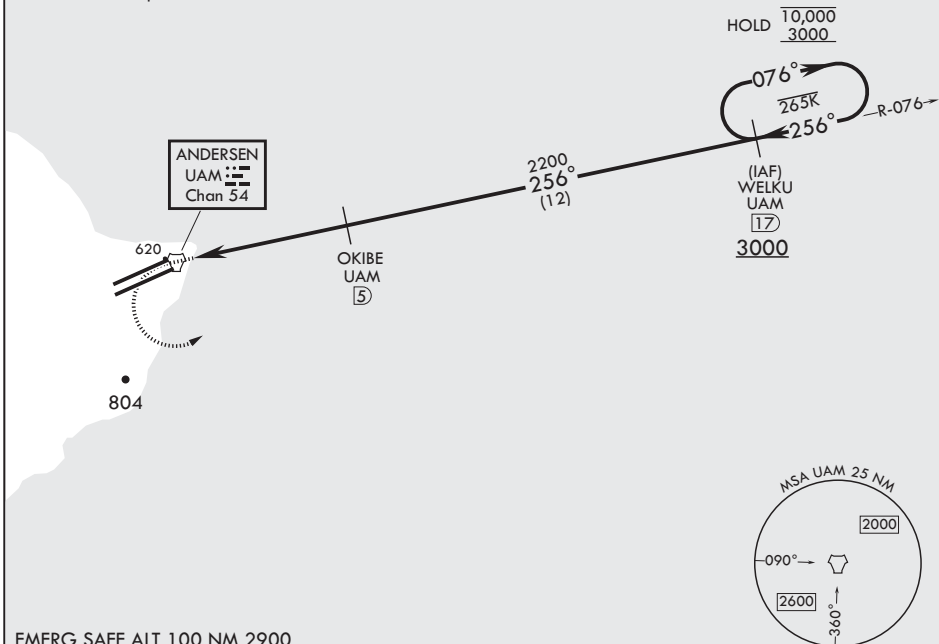 HOLD 10,000
3000
076°
265K
256°
R-076
ANDERSEN
UAM
Chan 54
2200
256°
(12)
(IAF)
WELKU
UAM
17
3000
620
OKIBE
UAM
5
804
MSA UAM 25 NM
2000
090°
2600
360°
EMERG SAFE ALT 100 NM 2900